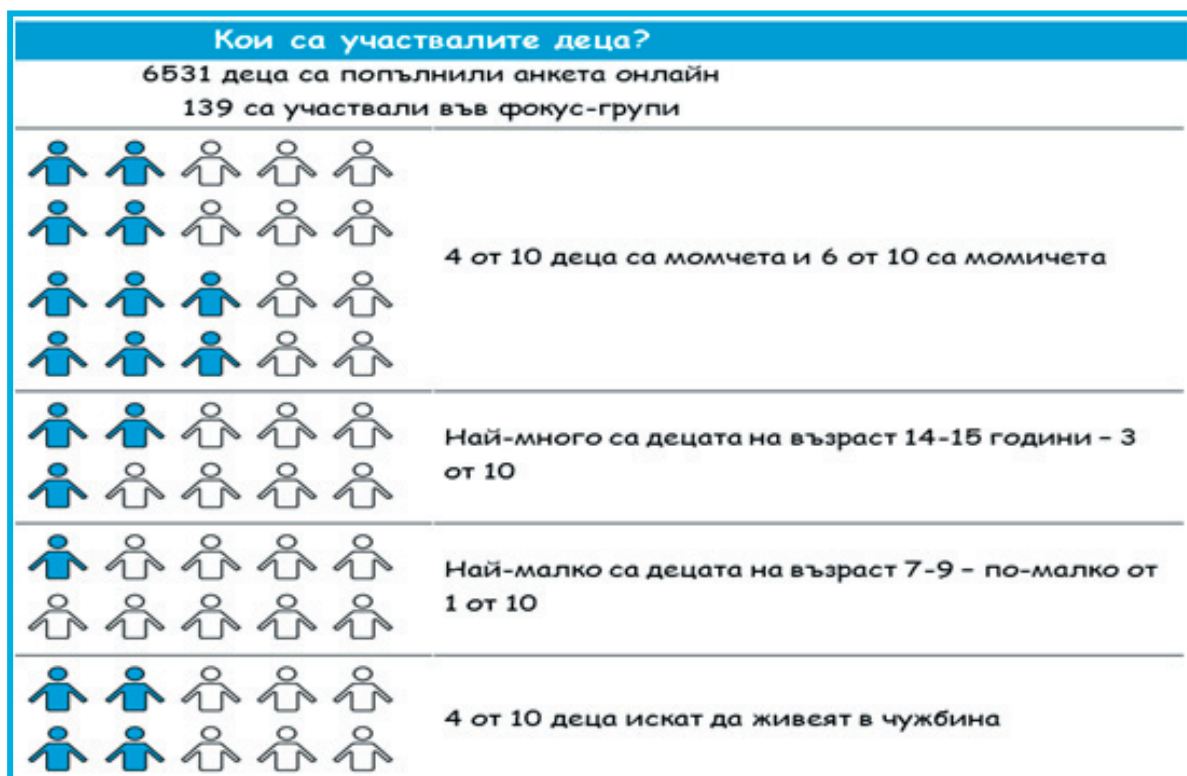 Кои са участвалите деца?
6531 деца са попълнили анкета онлайн
139 са участвали във фокус-групи
4 от 10 деца са момчета и 6 от 10 са момичета
Най-много са децата на възраст 14-15 години – 3
от 10
Най-малко са децата на възраст 7-9 – по-малко от
1 от 10
4 от 10 деца искат да живеят в чужбина